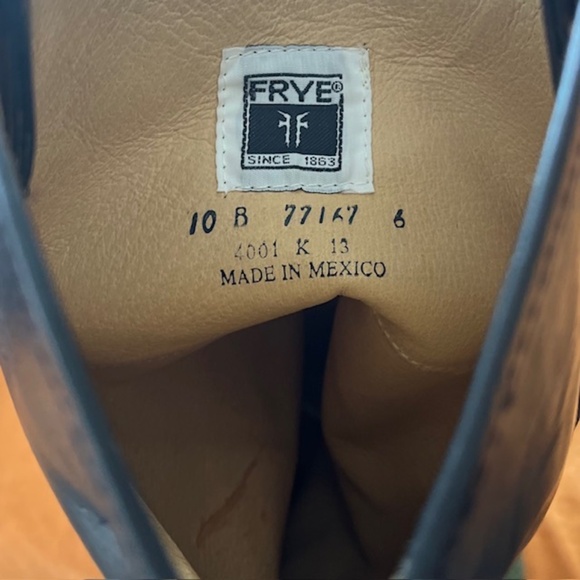 FRYE®
SINCE 1863
10 B 77167 6
4001 K 13
MADE IN MEXICO